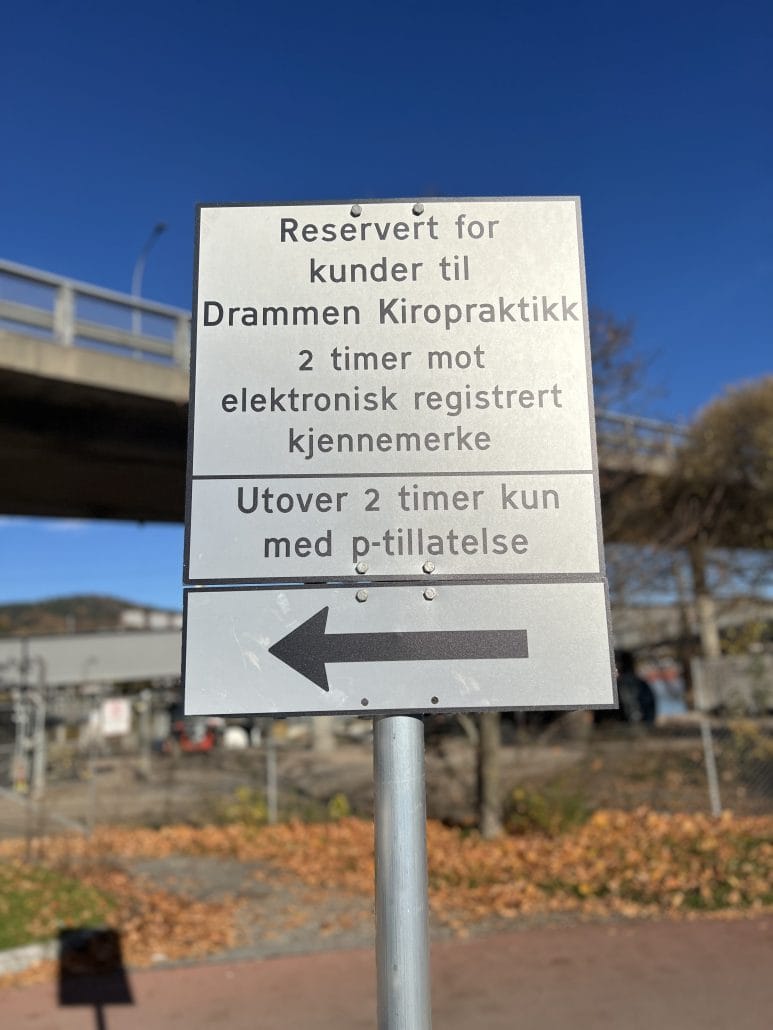 Reservert for
kunder til
Drammen Kiropraktikk
2 timer mot
elektronisk registrert
kjennemerke
Utover 2 timer kun
med p-tillatelse